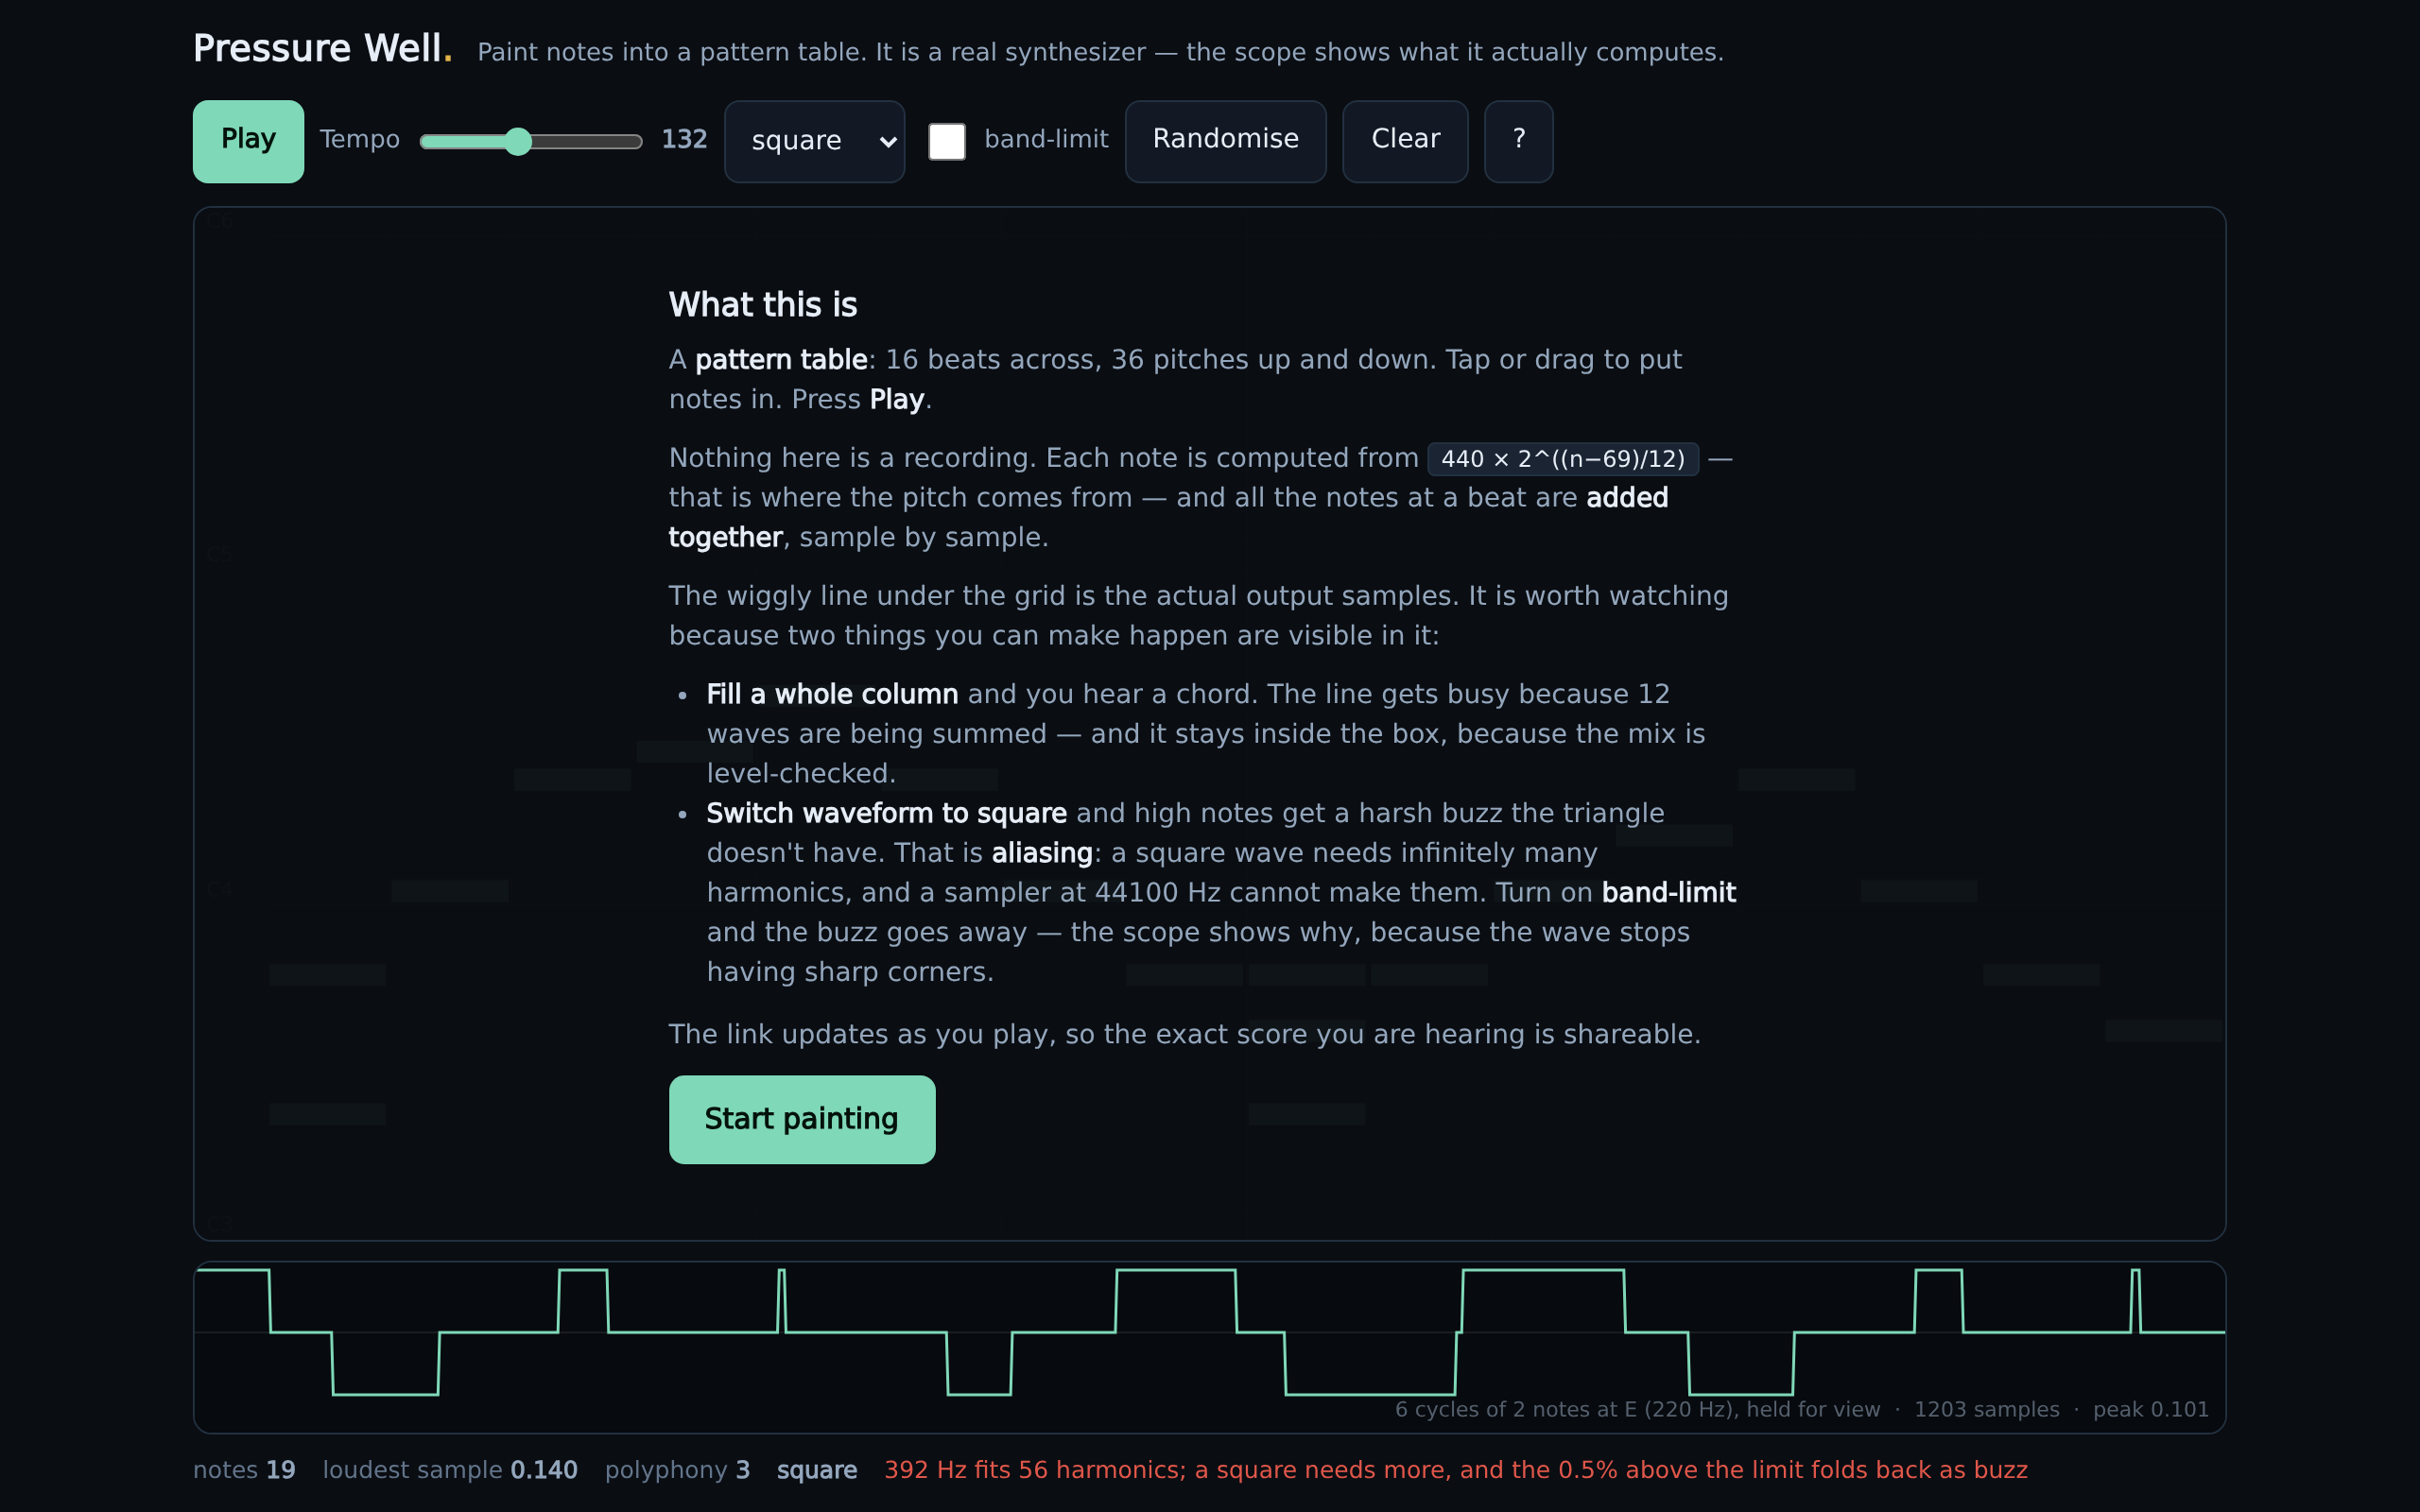 Pressure Well. Paint notes into a pattern table. It is a real synthesizer — the scope shows what it actually computes.
Play Tempo 132 square band-limit Randomise Clear ?
C6
What this is
A pattern table: 16 beats across, 36 pitches up and down. Tap or drag to put
notes in. Press Play.
Nothing here is a recording. Each note is computed from 440 × 2^((n−69)/12) —
that is where the pitch comes from — and all the notes at a beat are added
C5
together, sample by sample.
The wiggly line under the grid is the actual output samples. It is worth watching
because two things you can make happen are visible in it:
• Fill a whole column and you hear a chord. The line gets busy because 12
waves are being summed — and it stays inside the box, because the mix is
level-checked.
• Switch waveform to square and high notes get a harsh buzz the triangle
doesn't have. That is aliasing: a square wave needs infinitely many
C4
harmonics, and a sampler at 44100 Hz cannot make them. Turn on band-limit
and the buzz goes away — the scope shows why, because the wave stops
having sharp corners.
The link updates as you play, so the exact score you are hearing is shareable.
Start painting
C3
6 cycles of 2 notes at E (220 Hz), held for view · 1203 samples · peak 0.101
notes 19 loudest sample 0.140 polyphony 3 square 392 Hz fits 56 harmonics; a square needs more, and the 0.5% above the limit folds back as buzz